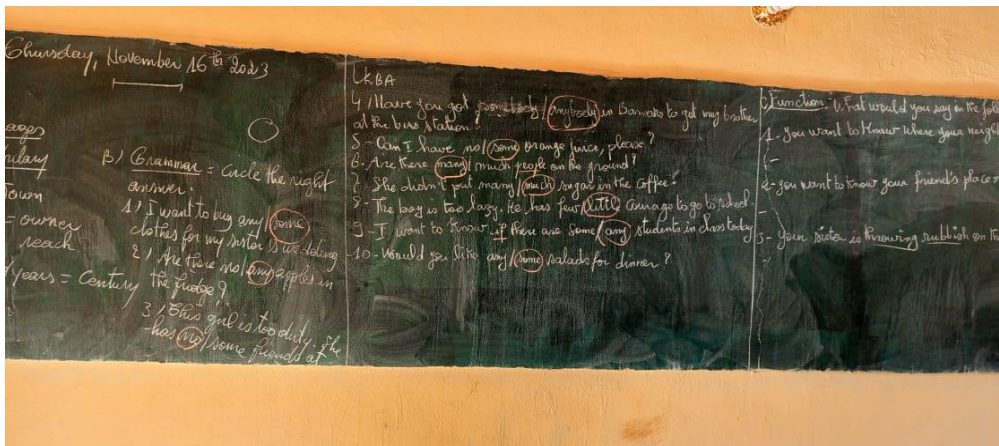 Thursday, November 16th 2023
Town
= owner
reach
years = Century
B) Grammar = Circle the right
answer.
1) I want to buy any / some
clothes for my sister's wedding
2) Are there no / any apples in
the fridge?
3) This girl is too dirty. She
has no / some friends at
KBA
4) Have you got somebody / anybody in Bamako to get my brother
at the bus station?
5 - Can I have no / some orange juice, please?
6 - Are there many / much people on the ground?
7 - She didn't put many / much sugar in the coffee!
8 - The boy is too lazy. He has few / little courage to go to school
9 - I want to know if there are some / any students in class today
10 - Would you like any / some salads for dinner?
C) Function: What would you say in the
1 - you want to know where your
2 - you want to know your friend's place
3 - Your sister is throwing rubbish on